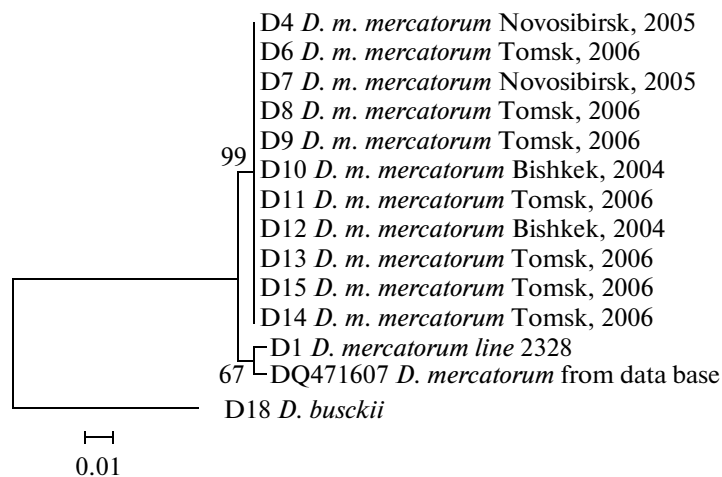 D4 D. m. mercatorum Novosibirsk, 2005
D6 D. m. mercatorum Tomsk, 2006
D7 D. m. mercatorum Novosibirsk, 2005
D8 D. m. mercatorum Tomsk, 2006
D9 D. m. mercatorum Tomsk, 2006
99
D10 D. m. mercatorum Bishkek, 2004
D11 D. m. mercatorum Tomsk, 2006
D12 D. m. mercatorum Bishkek, 2004
D13 D. m. mercatorum Tomsk, 2006
D15 D. m. mercatorum Tomsk, 2006
D14 D. m. mercatorum Tomsk, 2006
D1 D. mercatorum line 2328
67
DQ471607 D. mercatorum from data base
D18 D. busckii
0.01